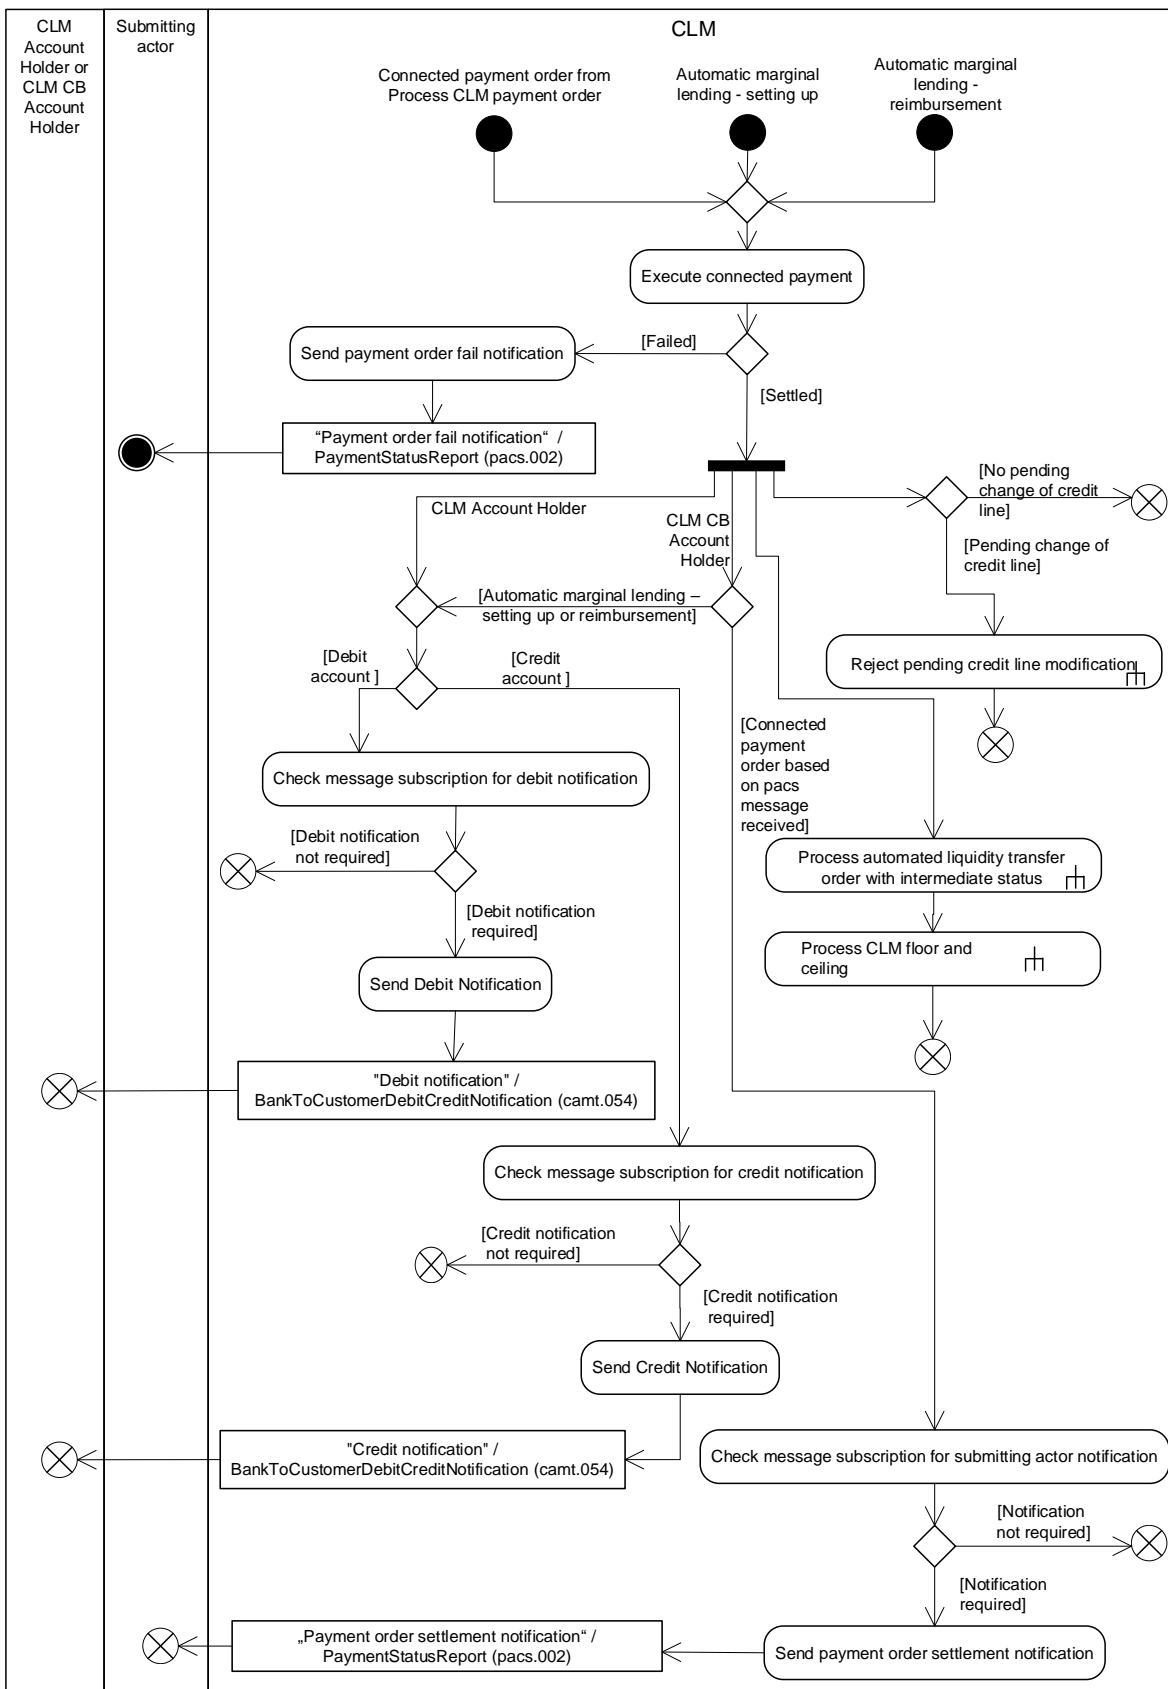 CLM
Account
Holder or
CLM CB
Account
Holder
Submitting
actor
CLM
Connected payment order from
Process CLM payment order
Automatic marginal
lending - setting up
Automatic marginal
lending -
reimbursement
Execute connected payment
[Failed]
Send payment order fail notification
[Settled]
“Payment order fail notification“ /
PaymentStatusReport (pacs.002)
CLM Account Holder
CLM CB
Account
Holder
[No pending
change of credit
line]
[Pending change of
credit line]
[Automatic marginal lending –
setting up or reimbursement]
Reject pending credit line modification
[Debit
account ]
[Credit
account ]
[Connected
payment
order based
on pacs
message
received]
Check message subscription for debit notification
[Debit notification
not required]
Process automated liquidity transfer
order with intermediate status
[Debit notification
required]
Process CLM floor and
ceiling
Send Debit Notification
"Debit notification" /
BankToCustomerDebitCreditNotification (camt.054)
Check message subscription for credit notification
[Credit notification
not required]
[Credit notification
required]
Send Credit Notification
"Credit notification" /
BankToCustomerDebitCreditNotification (camt.054)
Check message subscription for submitting actor notification
[Notification
not required]
[Notification
required]
„Payment order settlement notification“ /
PaymentStatusReport (pacs.002)
Send payment order settlement notification